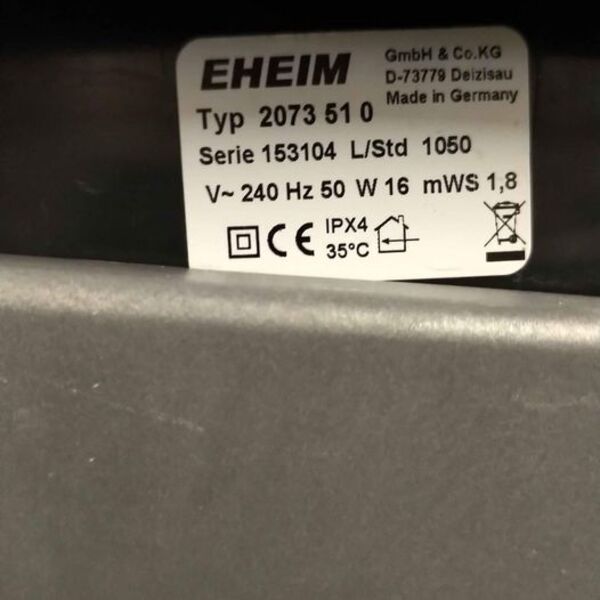 EHEIM
GmbH & Co.KG
D-73779 Deizisau
Made in Germany
Typ 2073 51 0
Serie 153104 L/Std 1050
V~ 240 Hz 50 W 16 mWS 1,8
CE IPX4
35°C